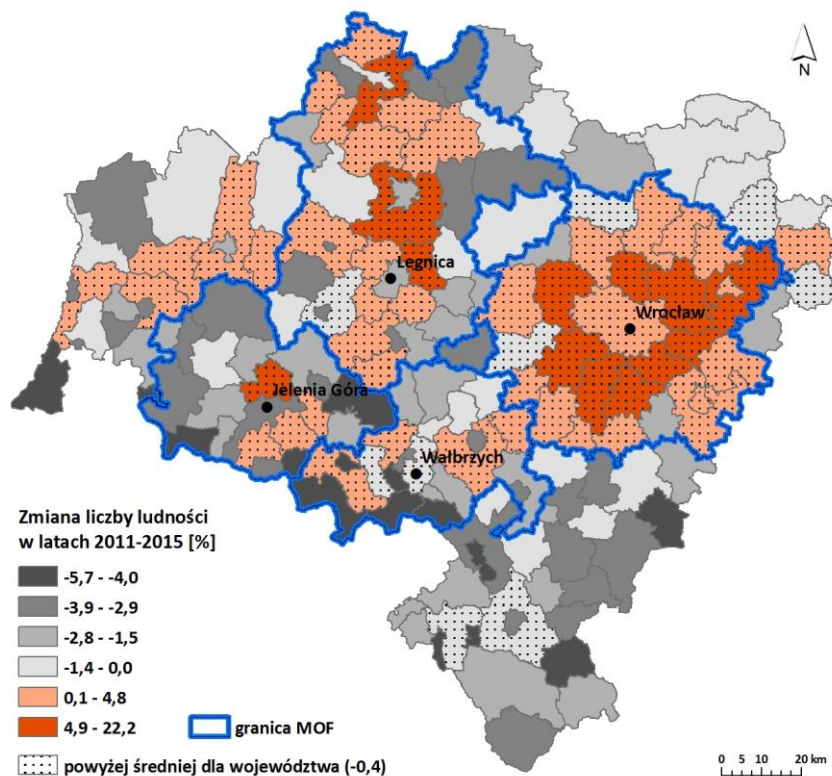 N
Legnica
Wrocław
Jelenia Góra
Wałbrzych
Zmiana liczby ludności
w latach 2011-2015 [%]
-5,7 - -4,0
-3,9 - -2,9
-2,8 - -1,5
-1,4 - 0,0
0,1 - 4,8
4,9 - 22,2
granica MOF
powyżej średniej dla województwa (-0,4)
0 5 10 20 km